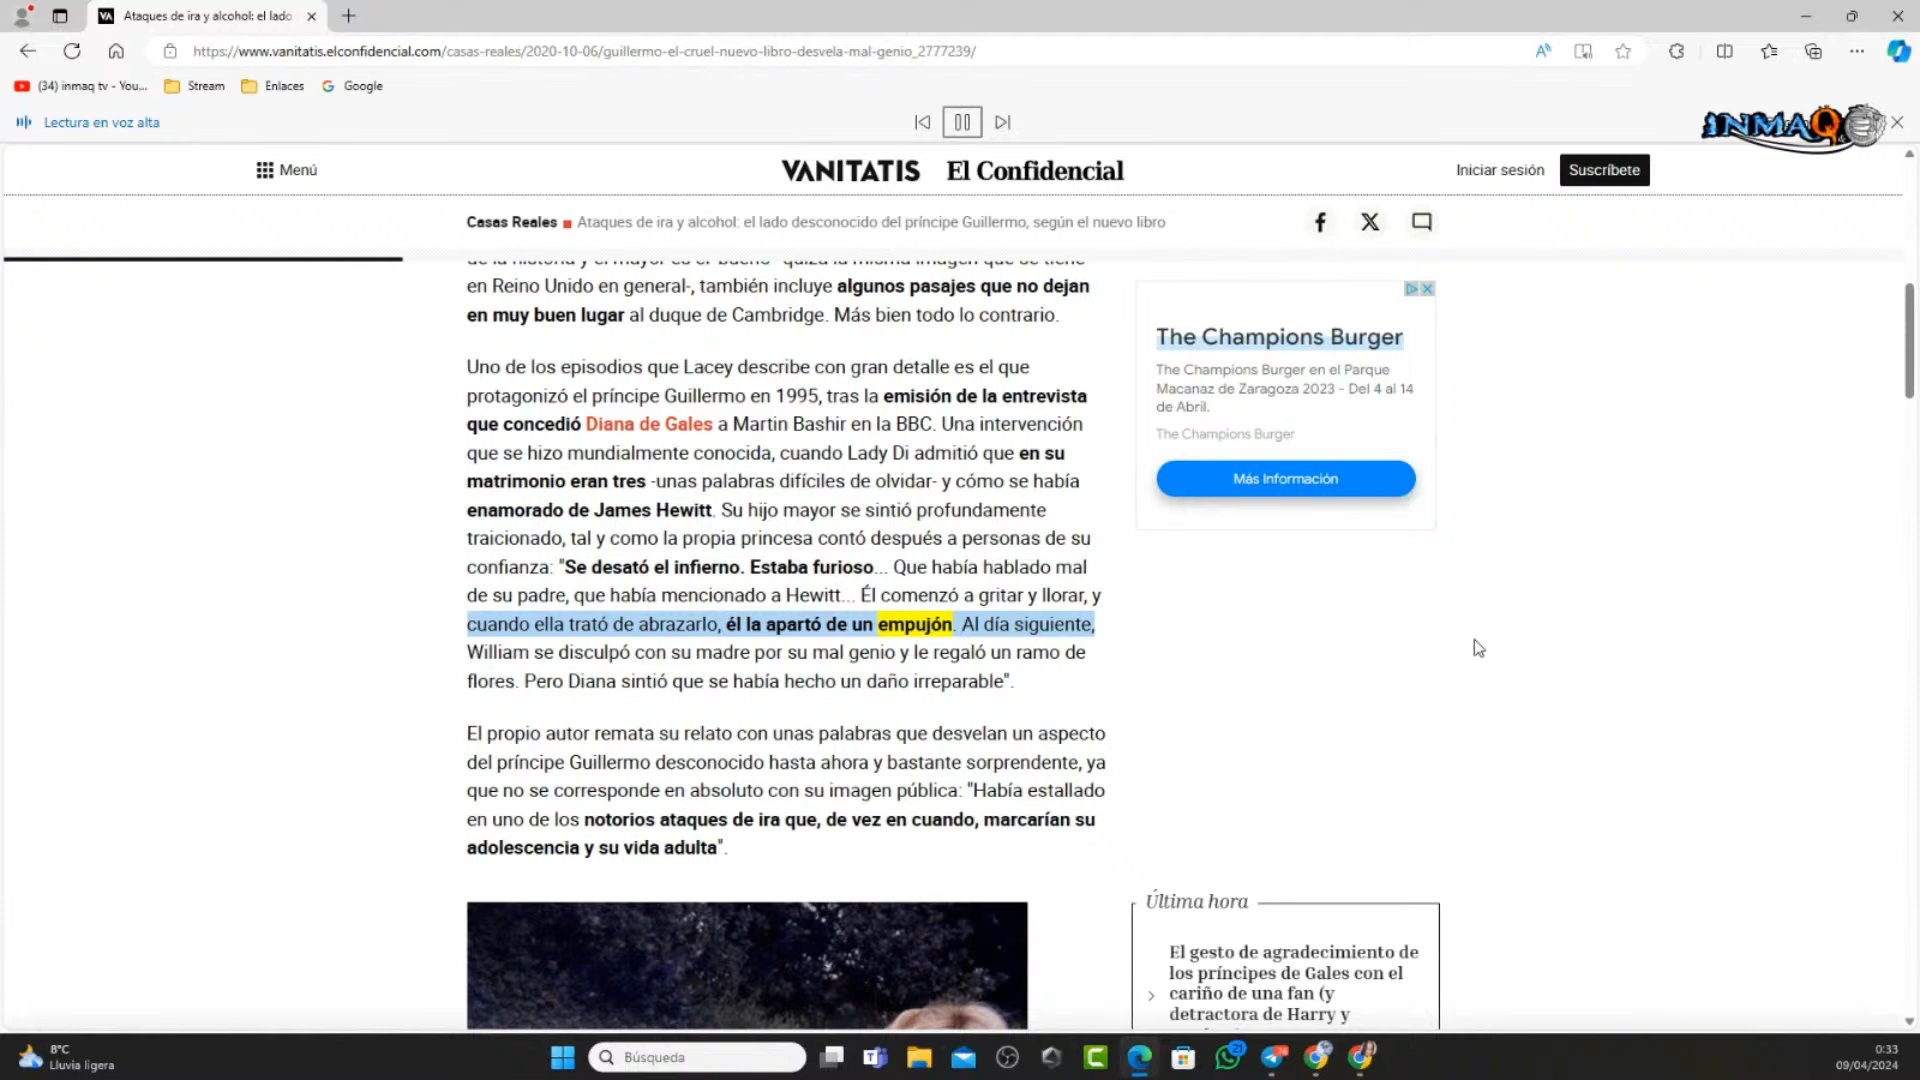 Ataques de ira y alcohol: el lado
https://www.vanitatis.elconfidencial.com/casas-reales/2020-10-06/guillermo-el-cruel-nuevo-libro-desvela-mal-genio_2777239/
(34) inmaq tv - You...
Stream
Enlaces
Google
Lectura en voz alta
INMAQ
Menú
VANITATIS El Confidencial
Iniciar sesión
Suscríbete
Casas Reales Ataques de ira y alcohol: el lado desconocido del príncipe Guillermo, según el nuevo libro
de la historia y el mayor es el "bueno" -quizá la misma imagen que se tiene
en Reino Unido en general-, también incluye algunos pasajes que no dejan
en muy buen lugar al duque de Cambridge. Más bien todo lo contrario.
Uno de los episodios que Lacey describe con gran detalle es el que
protagonizó el príncipe Guillermo en 1995, tras la emisión de la entrevista
que concedió Diana de Gales a Martin Bashir en la BBC. Una intervención
que se hizo mundialmente conocida, cuando Lady Di admitió que en su
matrimonio eran tres -unas palabras difíciles de olvidar- y cómo se había
enamorado de James Hewitt. Su hijo mayor se sintió profundamente
traicionado, tal y como la propia princesa contó después a personas de su
confianza: "Se desató el infierno. Estaba furioso... Que había hablado mal
de su padre, que había mencionado a Hewitt... Él comenzó a gritar y llorar, y
cuando ella trató de abrazarlo, él la apartó de un empujón. Al día siguiente,
William se disculpó con su madre por su mal genio y le regaló un ramo de
flores. Pero Diana sintió que se había hecho un daño irreparable".
El propio autor remata su relato con unas palabras que desvelan un aspecto
del príncipe Guillermo desconocido hasta ahora y bastante sorprendente, ya
que no se corresponde en absoluto con su imagen pública: "Había estallado
en uno de los notorios ataques de ira que, de vez en cuando, marcarían su
adolescencia y su vida adulta".
The Champions Burger
The Champions Burger en el Parque
Macanaz de Zaragoza 2023 - Del 4 al 14
de Abril.
The Champions Burger
Más Información
Última hora
El gesto de agradecimiento de
los príncipes de Gales con el
cariño de una fan (y
detractora de Harry y
8°C
Lluvia ligera
Búsqueda
21
0:33
09/04/2024